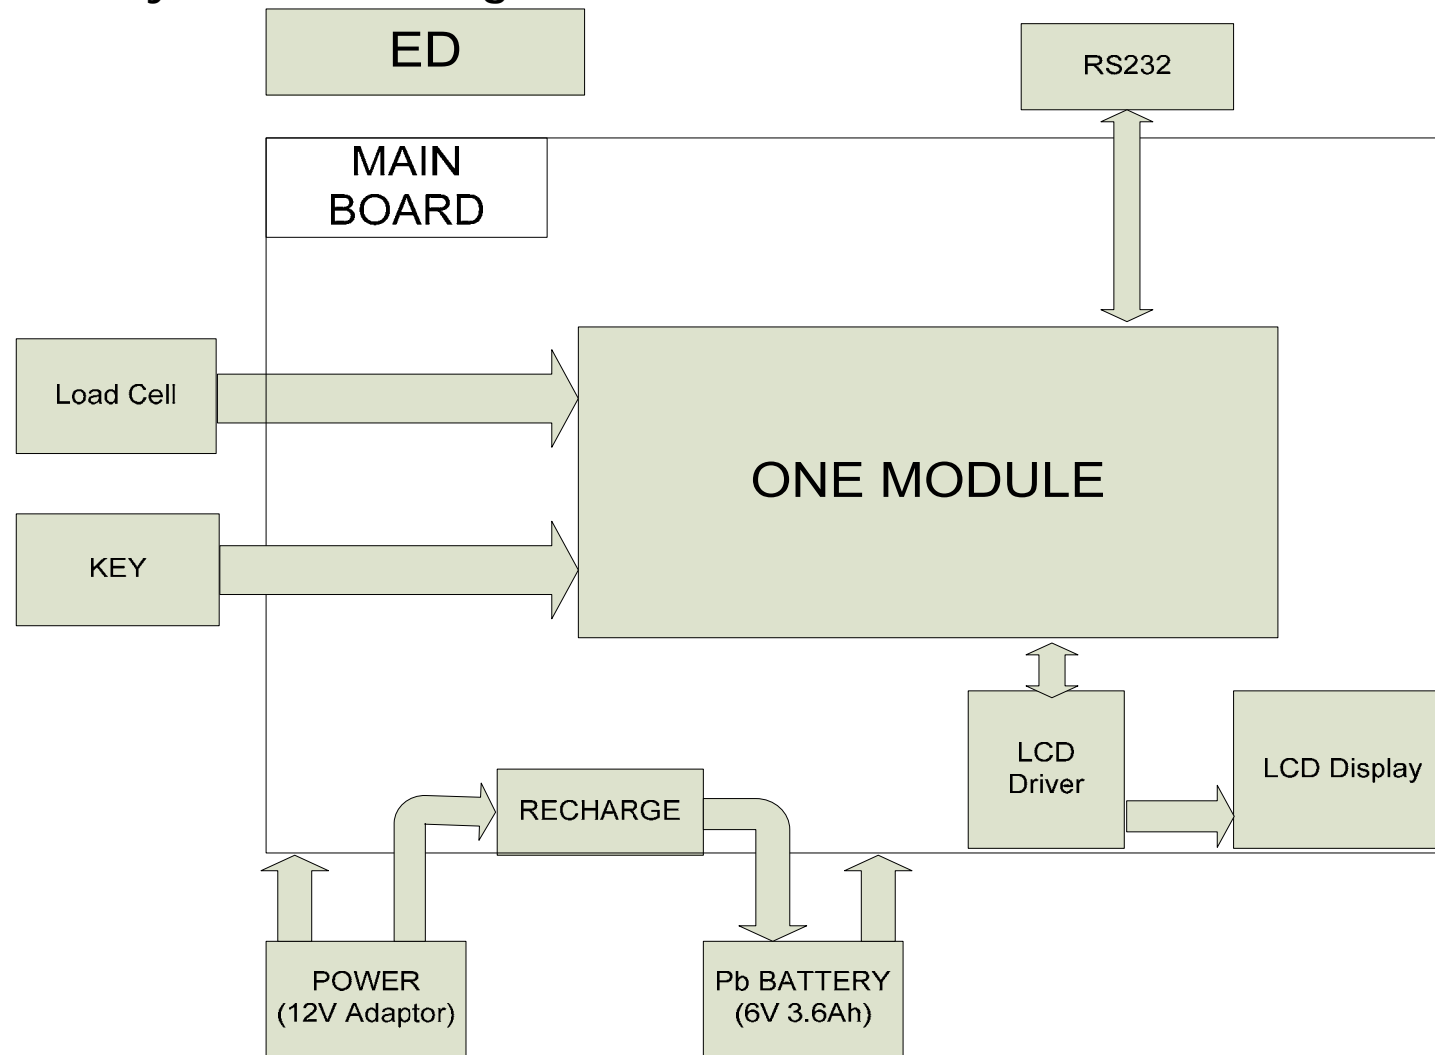 ED
RS232
MAIN
BOARD
Load Cell
ONE MODULE
KEY
LCD
Driver
LCD Display
RECHARGE
POWER
(12V Adaptor)
Pb BATTERY
(6V 3.6Ah)